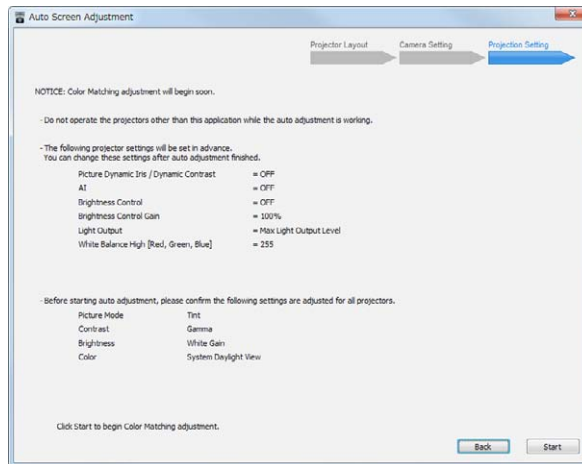 Auto Screen Adjustment
Projector Layout Camera Setting Projection Setting
NOTICE: Color Matching adjustment will begin soon.
- Do not operate the projectors other than this application while the auto adjustment is working.
- The following projector settings will be set in advance.
You can change these settings after auto adjustment finished.
Picture Dynamic Iris / Dynamic Contrast = OFF
AI = OFF
Brightness Control = OFF
Brightness Control Gain = 100%
Light Output = Max Light Output Level
White Balance High [Red, Green, Blue] = 255
- Before starting auto adjustment, please confirm the following settings are adjusted for all projectors.
Picture Mode Tint
Contrast Gamma
Brightness White Gain
Color System Daylight View
Click Start to begin Color Matching adjustment.
Back Start